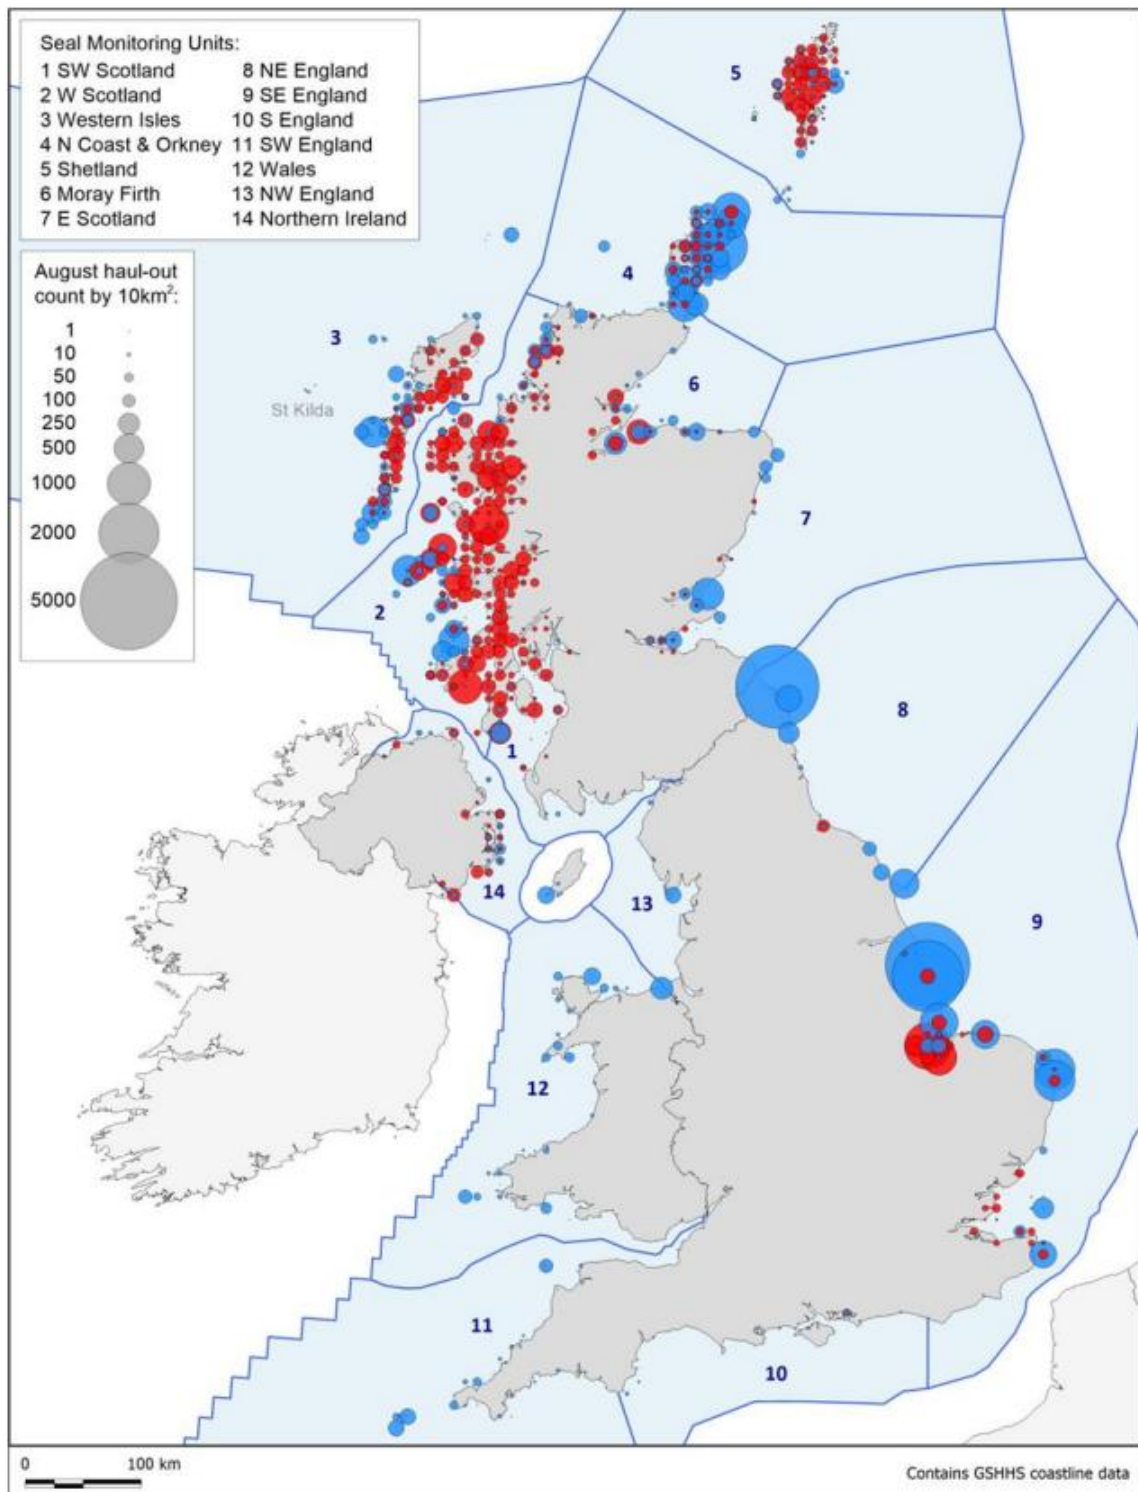 Seal Monitoring Units:
1 SW Scotland 8 NE England
2 W Scotland 9 SE England
3 Western Isles 10 S England
4 N Coast & Orkney 11 SW England
5 Shetland 12 Wales
6 Moray Firth 13 NW England
7 E Scotland 14 Northern Ireland
August haul-out
count by 10km²:
1
10
50
100
250
500
1000
2000
5000
5
4
3
6
St Kilda
7
2
8
1
14
13
9
12
11
10
0 100 km
Contains GSHHS coastline data